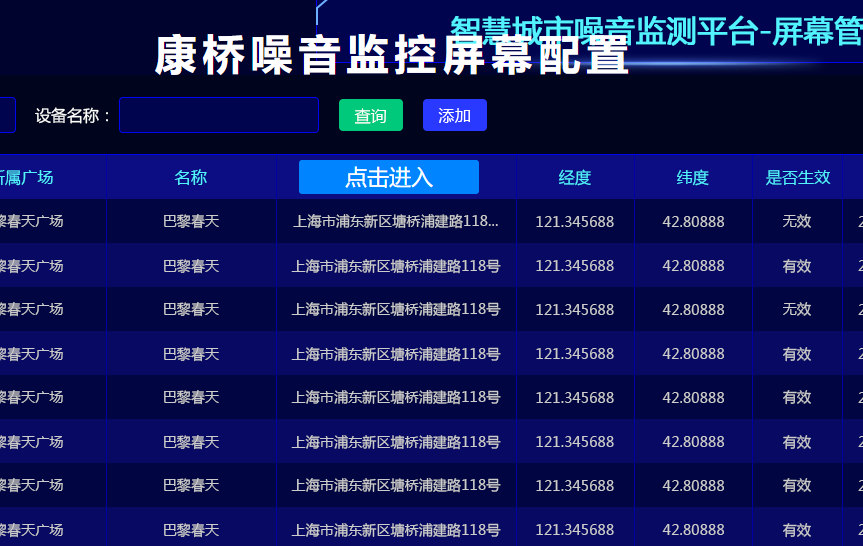 智慧城市噪音监测平台-屏幕管
康桥噪音监控屏幕配置
设备名称： 查询 添加
所属广场 名称 点击进入 经度 纬度 是否生效
黎春天广场 巴黎春天 上海市浦东新区塘桥浦建路118... 121.345688 42.80888 无效 2
黎春天广场 巴黎春天 上海市浦东新区塘桥浦建路118号 121.345688 42.80888 有效 2
黎春天广场 巴黎春天 上海市浦东新区塘桥浦建路118号 121.345688 42.80888 无效 2
黎春天广场 巴黎春天 上海市浦东新区塘桥浦建路118号 121.345688 42.80888 有效 2
黎春天广场 巴黎春天 上海市浦东新区塘桥浦建路118号 121.345688 42.80888 有效 2
黎春天广场 巴黎春天 上海市浦东新区塘桥浦建路118号 121.345688 42.80888 有效 2
黎春天广场 巴黎春天 上海市浦东新区塘桥浦建路118号 121.345688 42.80888 有效 2
黎春天广场 巴黎春天 上海市浦东新区塘桥浦建路118号 121.345688 42.80888 有效 2